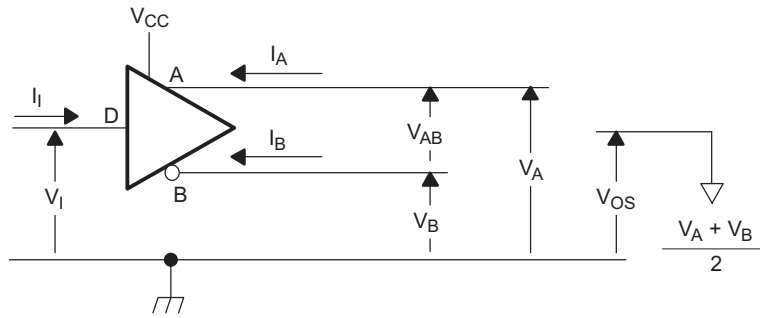 V_CC
I_A
A
I_I
D
V_AB
I_B
V_A
V_I
B
V_B
V_OS
V_A + V_B
2